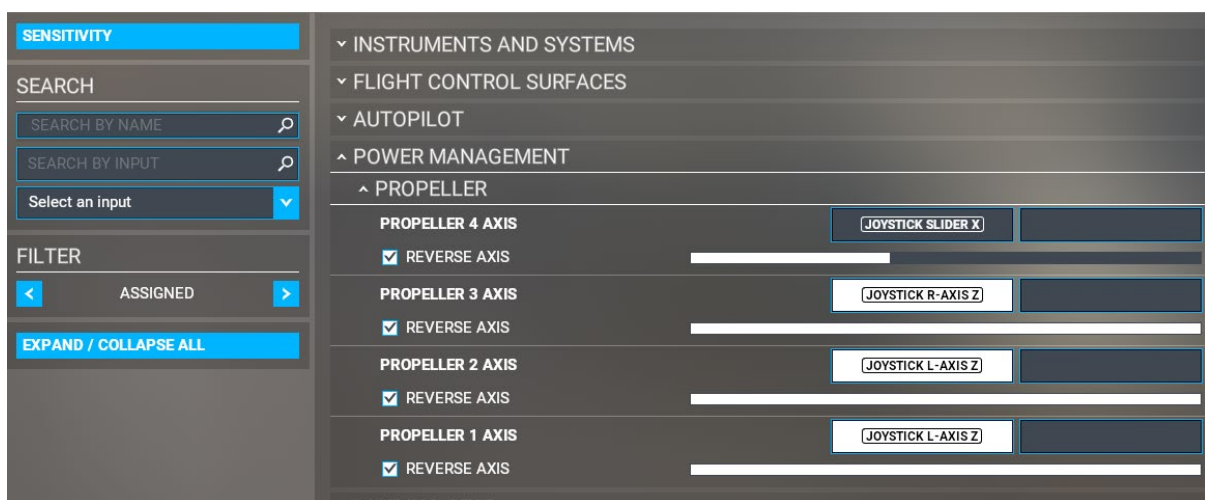 SENSITIVITY
SEARCH
SEARCH BY NAME
SEARCH BY INPUT
Select an input
FILTER
ASSIGNED
EXPAND / COLLAPSE ALL
INSTRUMENTS AND SYSTEMS
FLIGHT CONTROL SURFACES
AUTOPILOT
POWER MANAGEMENT
PROPELLER
PROPELLER 4 AXIS JOYSTICK SLIDER X
REVERSE AXIS
PROPELLER 3 AXIS JOYSTICK R-AXIS Z
REVERSE AXIS
PROPELLER 2 AXIS JOYSTICK L-AXIS Z
REVERSE AXIS
PROPELLER 1 AXIS JOYSTICK L-AXIS Z
REVERSE AXIS